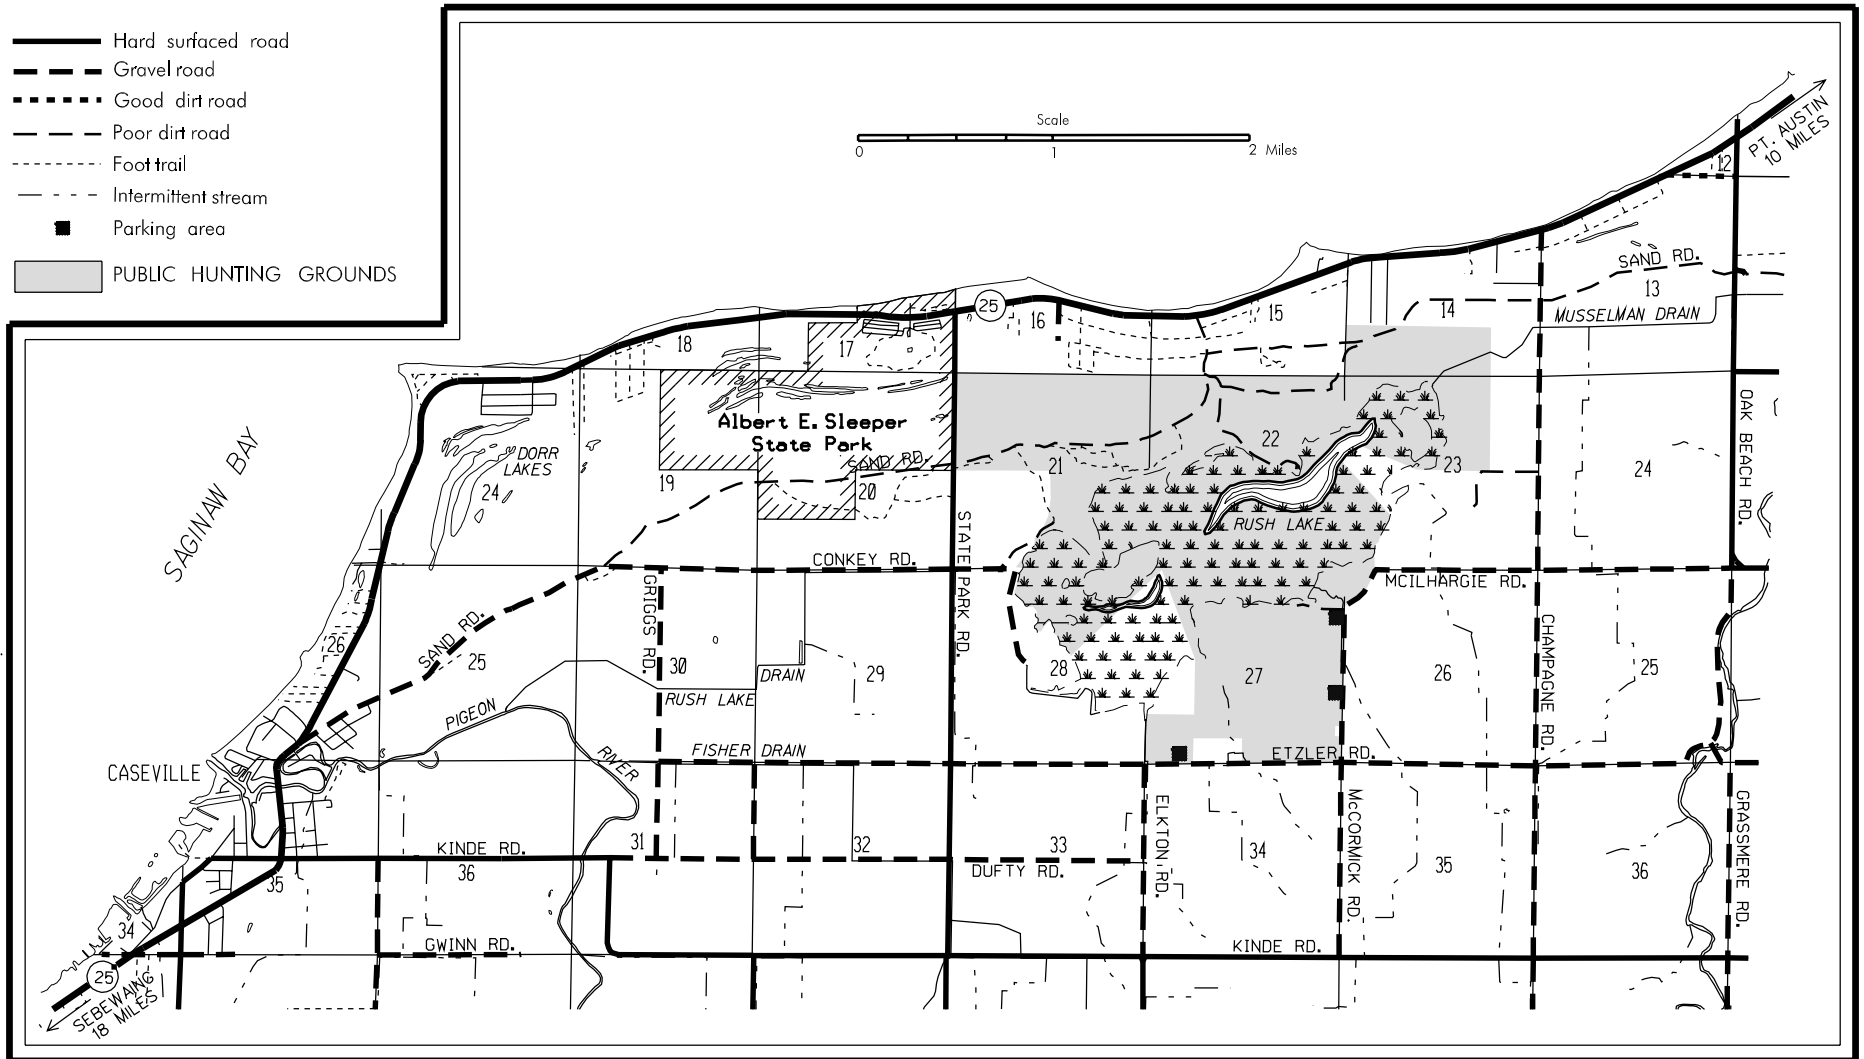 Hard surfaced road
Gravel road
Good dirt road
Poor dirt road
Foot trail
Intermittent stream
Parking area
PUBLIC HUNTING GROUNDS
Scale
0 1 2 Miles
PT. AUSTIN
10 MILES
12
SAND RD.
13
MUSSELMAN DRAIN
25
16
15
14
18
17
Albert E. Sleeper
State Park
SAND RD.
OAK BEACH RD.
SAGINAW BAY
DORR
LAKES
24
19
20
21
22
23
24
RUSH LAKE
STATE PARK RD.
CONKEY RD.
MCILHARGIE RD.
GRIGGS RD.
SAND RD.
26
25
30
29
28
27
26
25
CHAMPAGNE RD.
DRAIN
RUSH LAKE
PIGEON
RIVER
FISHER DRAIN
ETZLER RD.
CASEVILLE
ELKTON RD.
McCORMICK RD.
GRASSMERE RD.
KINDE RD.
31
32
33
34
35
36
DUFTY RD.
36
35
34
GWINN RD.
KINDE RD.
25
SEBEWAING
18 MILES